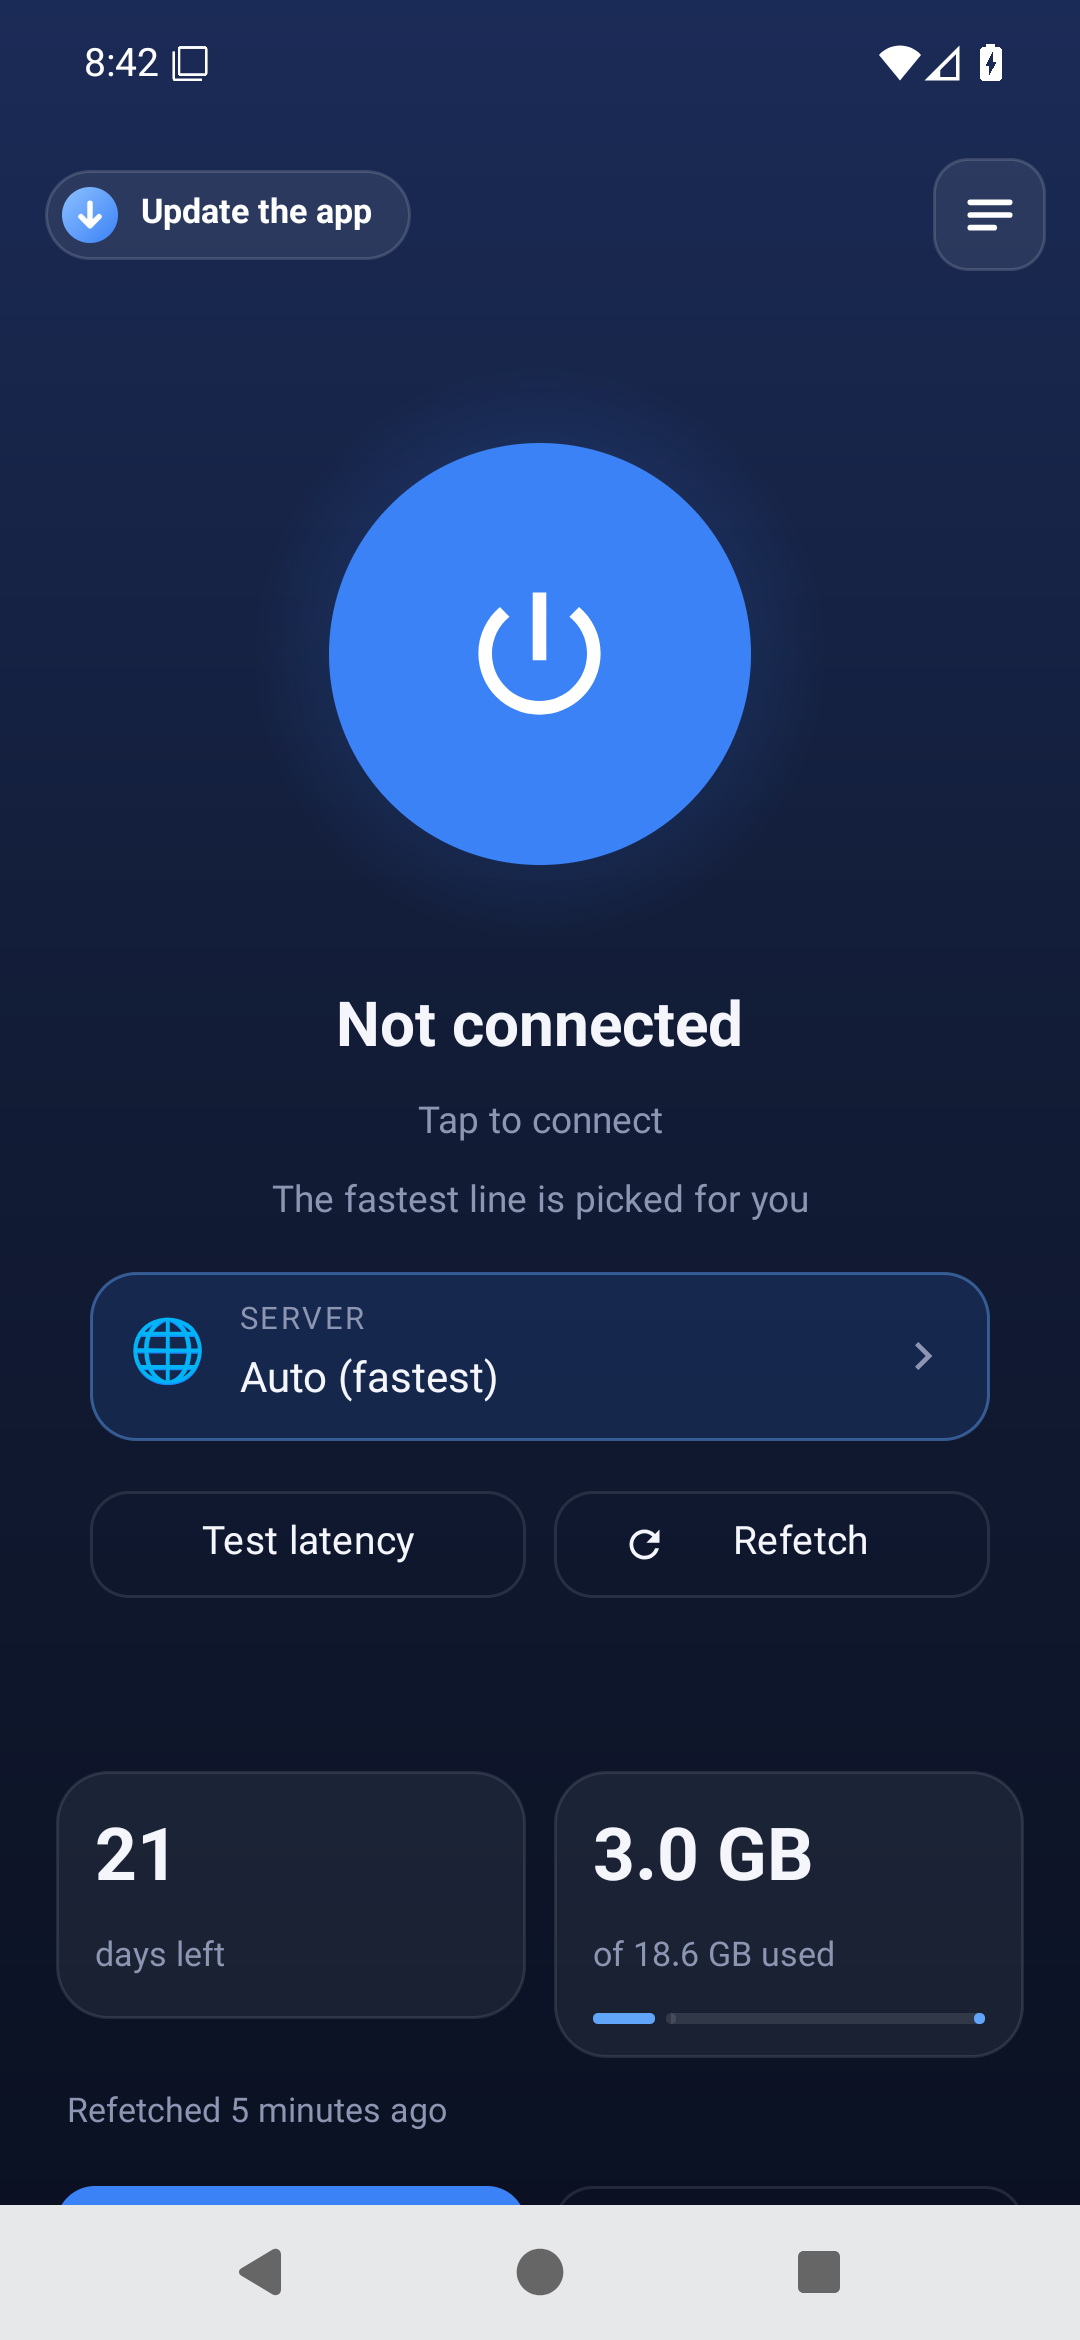 8:42
Update the app
Not connected
Tap to connect
The fastest line is picked for you
SERVER
Auto (fastest)
Test latency
Refetch
21
days left
3.0 GB
of 18.6 GB used
Refetched 5 minutes ago